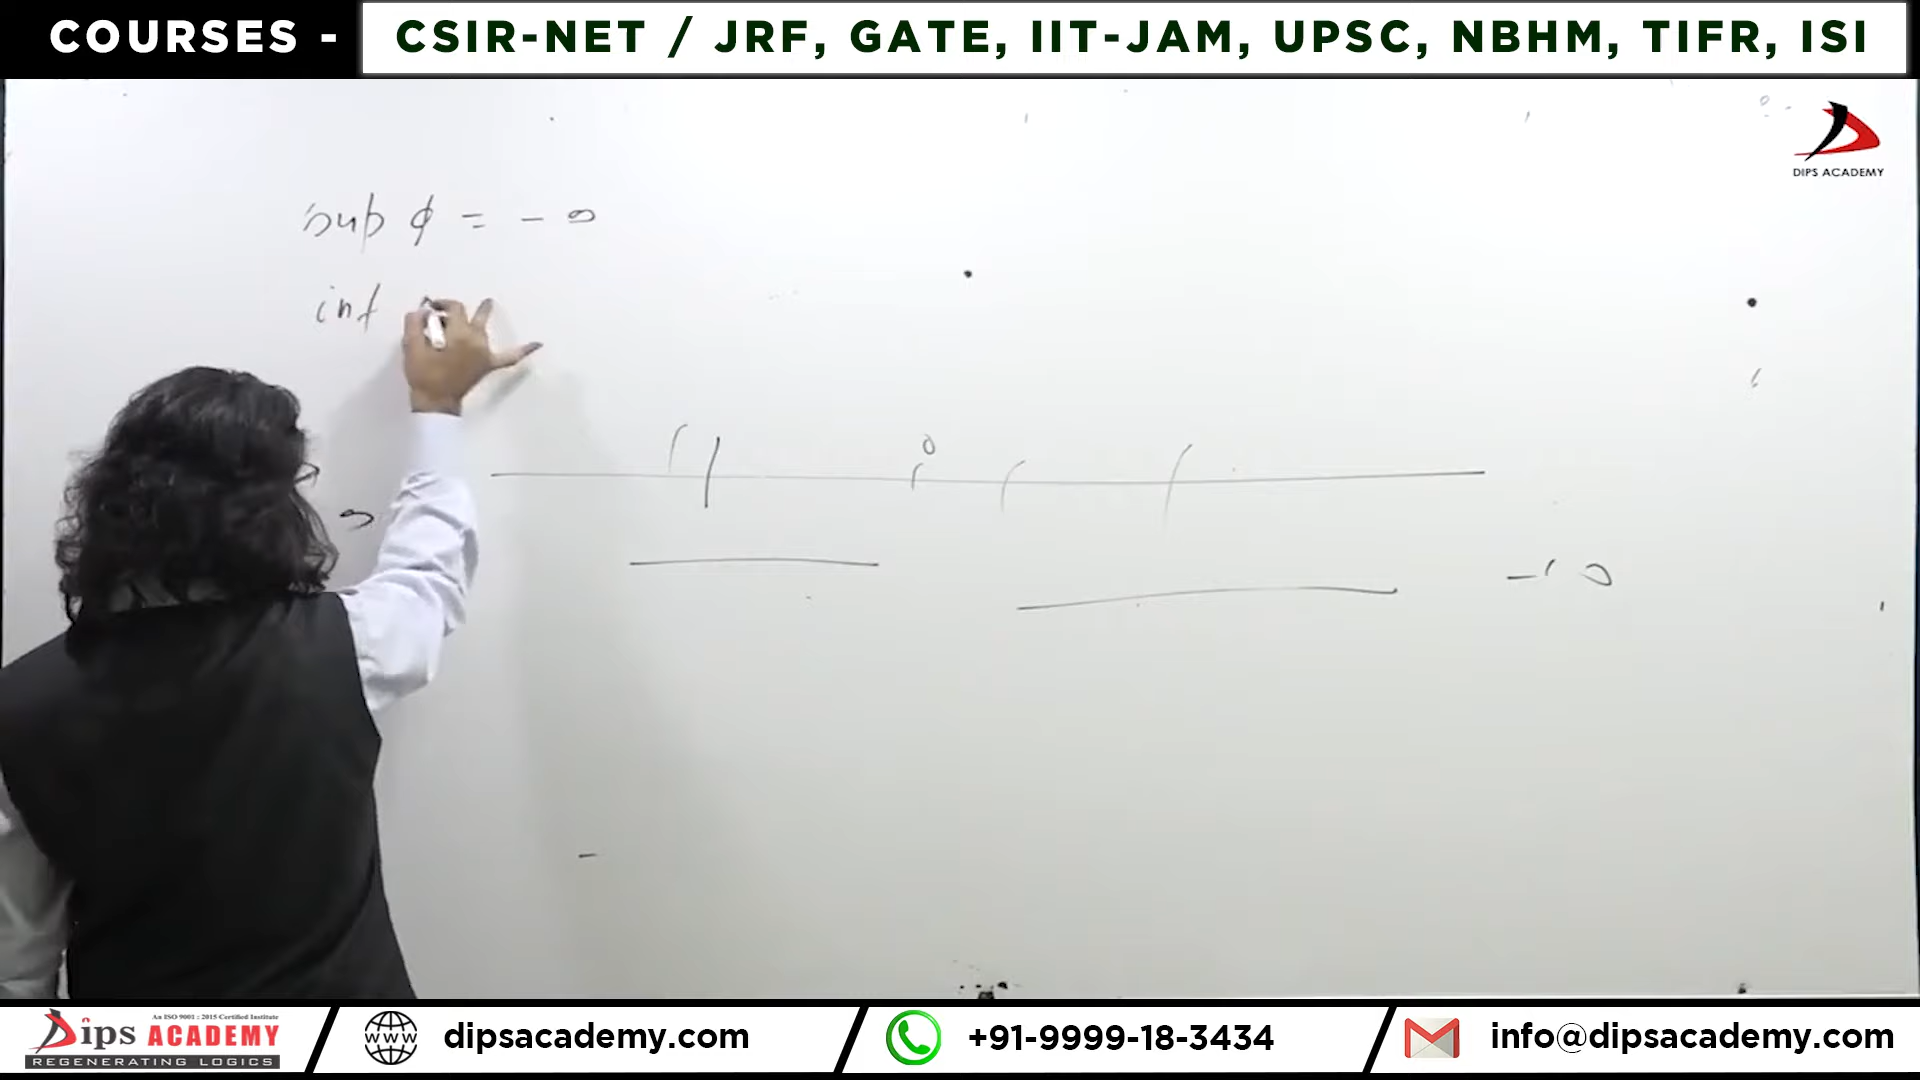 COURSES - CSIR-NET / JRF, GATE, IIT-JAM, UPSC, NBHM, TIFR, ISI
DIPS ACADEMY
sup ϕ = - ∞
inf
0
An ISO 9001 : 2015 Certified Institute
Dips ACADEMY
REGENERATING LOGICS
dipsacademy.com
+91-9999-18-3434
info@dipsacademy.com